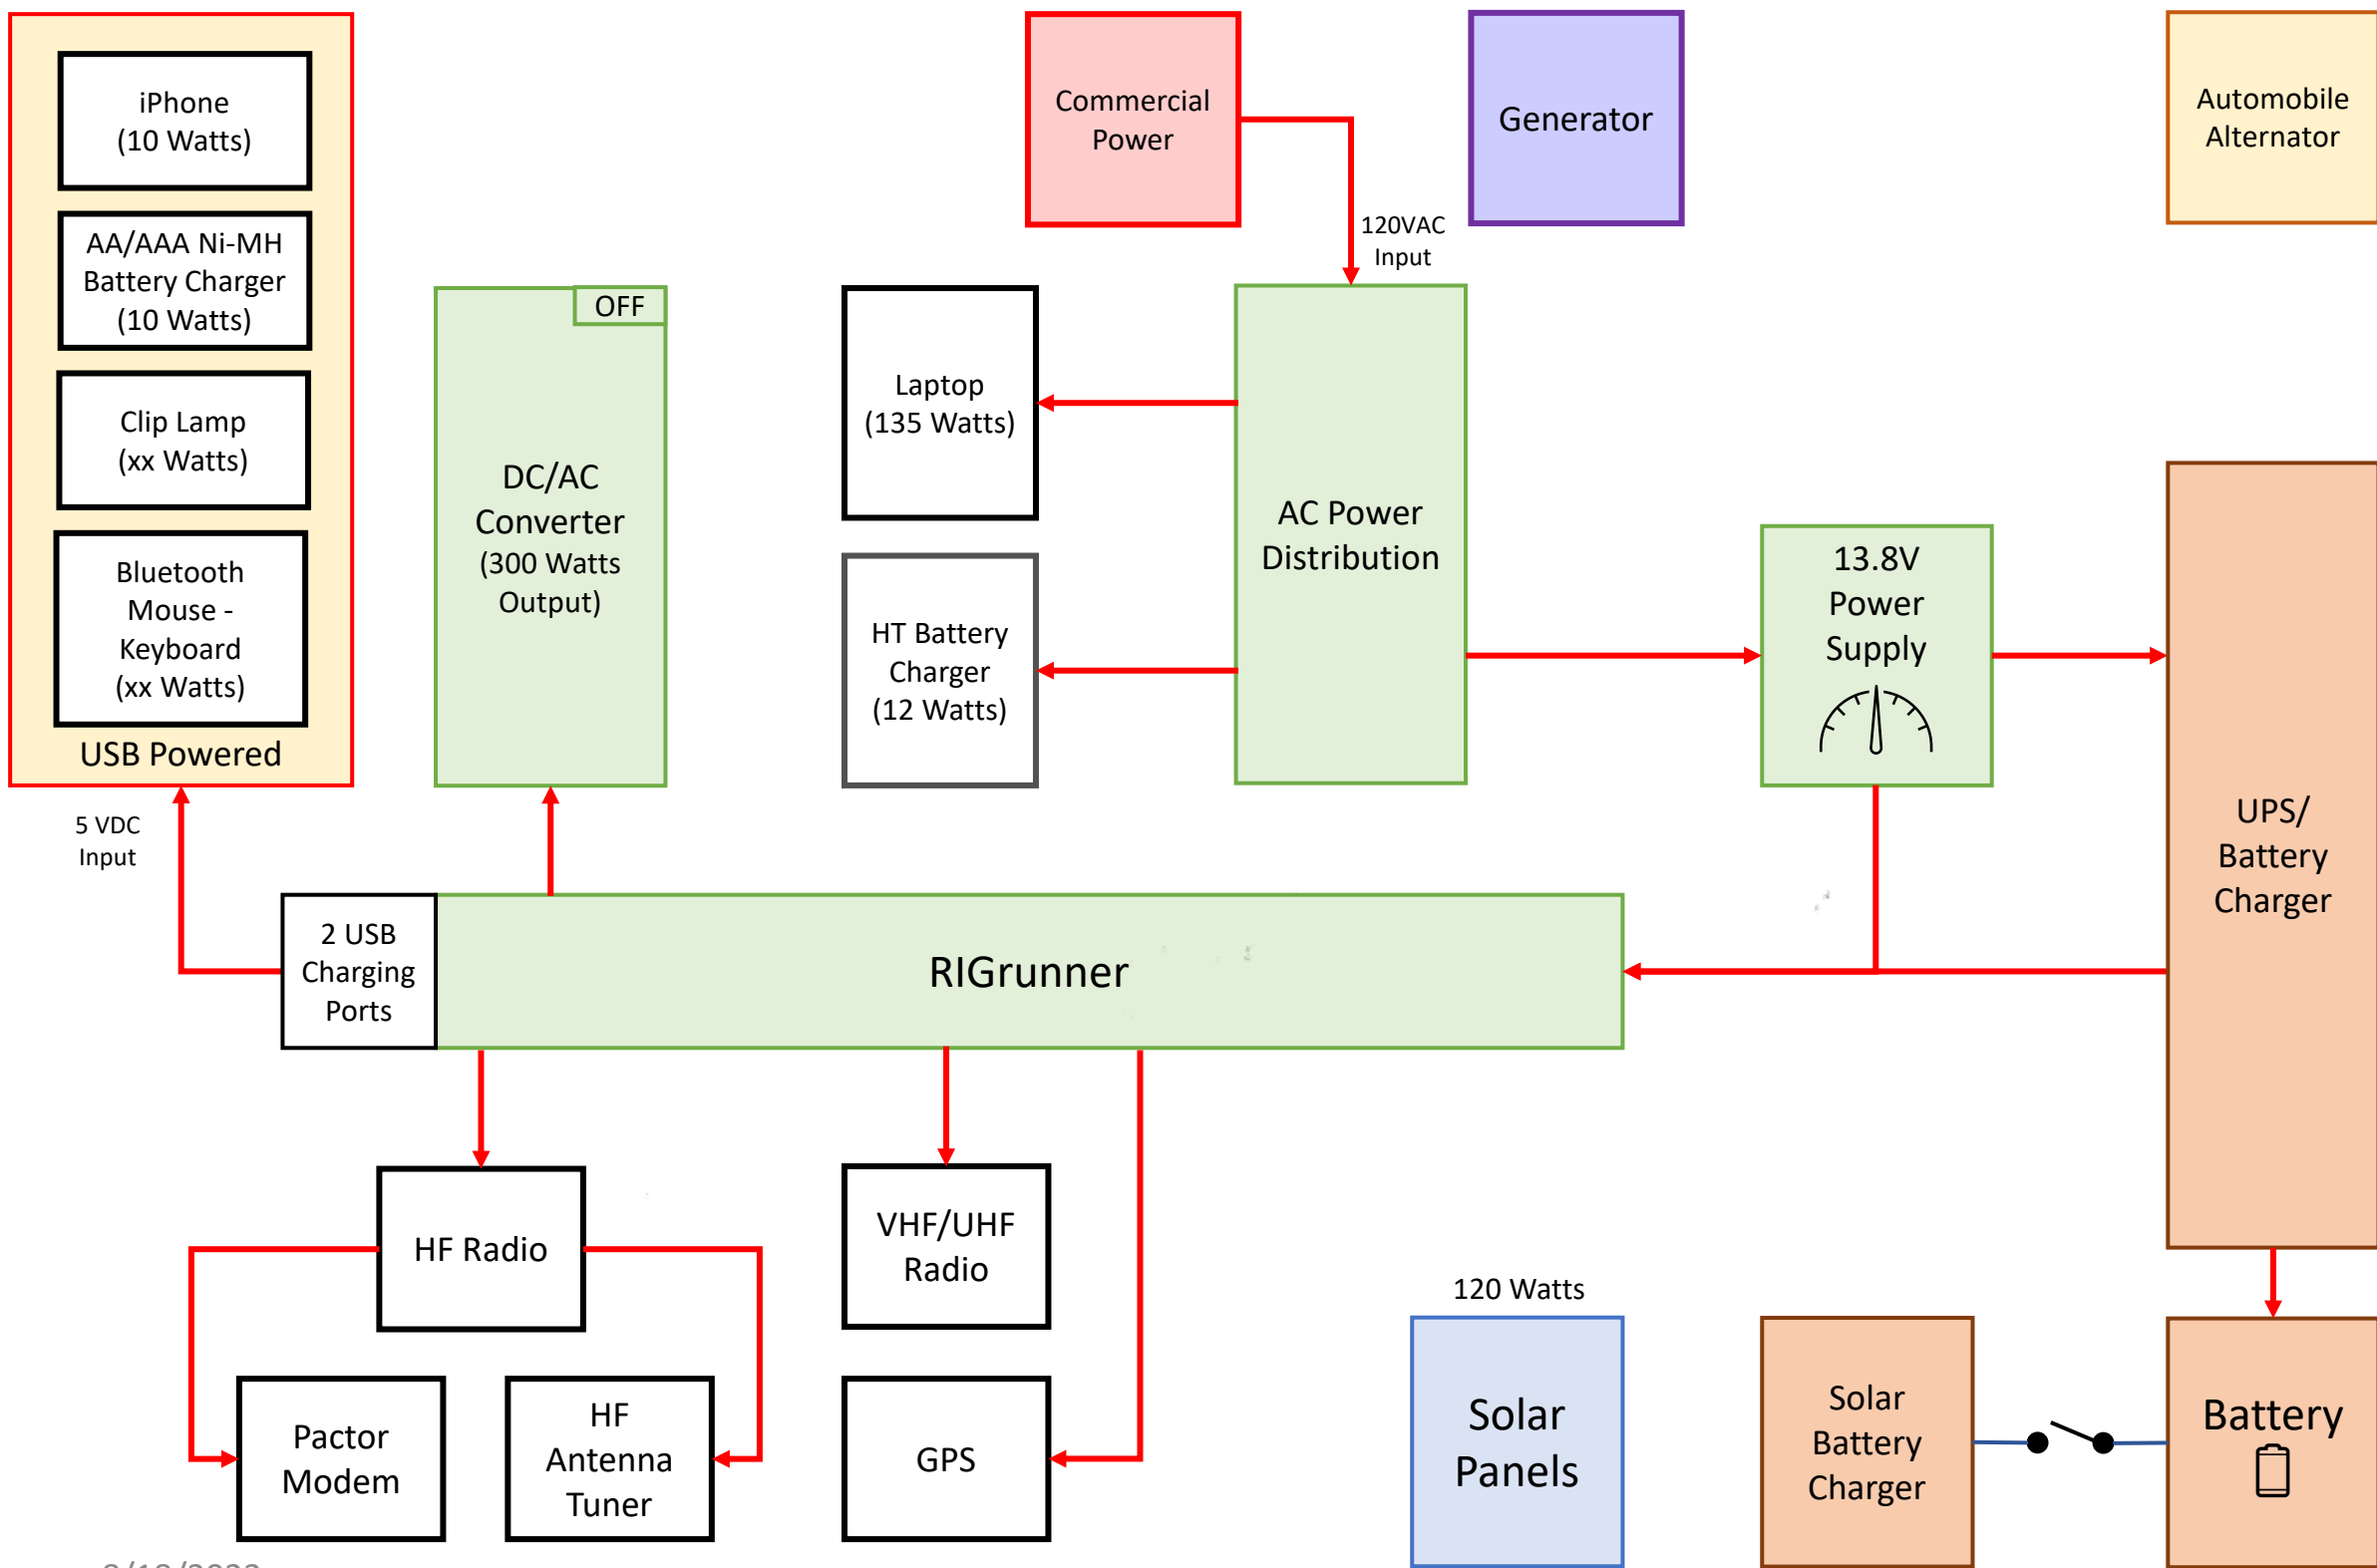 iPhone
(10 Watts)
AA/AAA Ni-MH
Battery Charger
(10 Watts)
Clip Lamp
(xx Watts)
Bluetooth
Mouse -
Keyboard
(xx Watts)
USB Powered
5 VDC
Input
OFF
DC/AC
Converter
(300 Watts
Output)
Commercial
Power
120VAC
Input
Generator
Automobile
Alternator
Laptop
(135 Watts)
HT Battery
Charger
(12 Watts)
AC Power
Distribution
13.8V
Power
Supply
UPS/
Battery
Charger
2 USB
Charging
Ports
RIGrunner
HF Radio
VHF/UHF
Radio
Pactor
Modem
HF
Antenna
Tuner
GPS
120 Watts
Solar
Panels
Solar
Battery
Charger
Battery